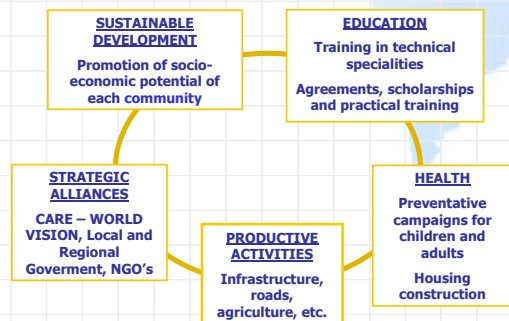 SUSTAINABLE
DEVELOPMENT
Promotion of socio-
economic potential of
each community
EDUCATION
Training in technical
specialities
Agreements, scholarships
and practical training
STRATEGIC
ALLIANCES
CARE – WORLD
VISION, Local and
Regional
Goverment, NGO's
PRODUCTIVE
ACTIVITIES
Infrastructure,
roads,
agriculture, etc.
HEALTH
Preventative
campaigns for
children and
adults
Housing
construction